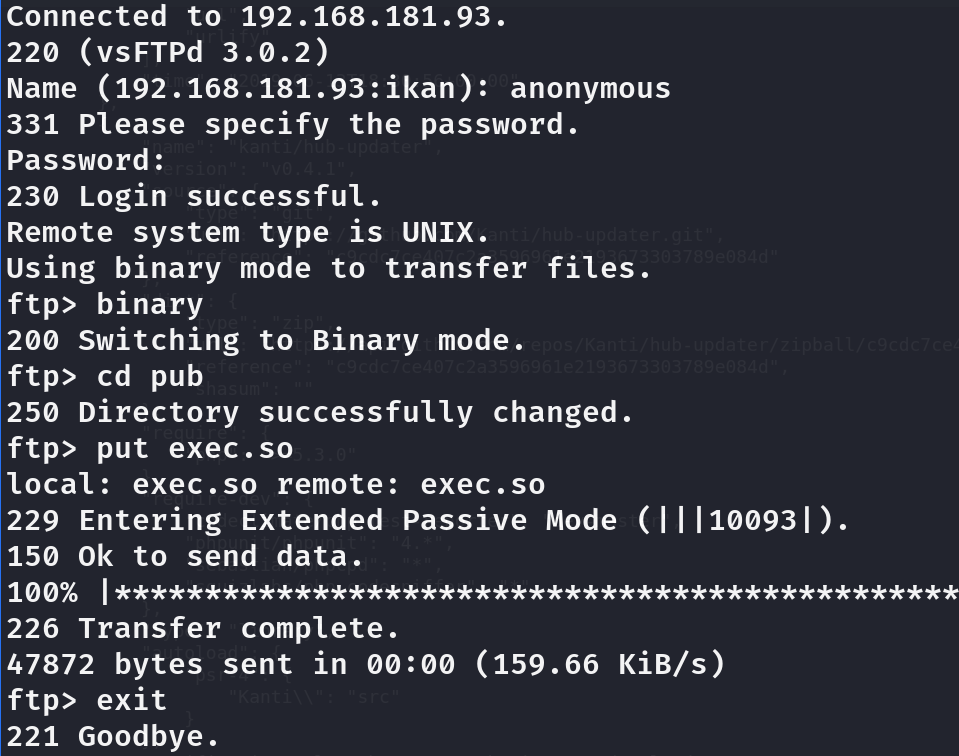 Connected to 192.168.181.93.
220 (vsFTPd 3.0.2)
Name (192.168.181.93:ikan): anonymous
331 Please specify the password.
Password:
230 Login successful.
Remote system type is UNIX.
Using binary mode to transfer files.
ftp> binary
200 Switching to Binary mode.
ftp> cd pub
250 Directory successfully changed.
ftp> put exec.so
local: exec.so remote: exec.so
229 Entering Extended Passive Mode (|||10093|).
150 Ok to send data.
100% |***********************************************
226 Transfer complete.
47872 bytes sent in 00:00 (159.66 KiB/s)
ftp> exit
221 Goodbye.